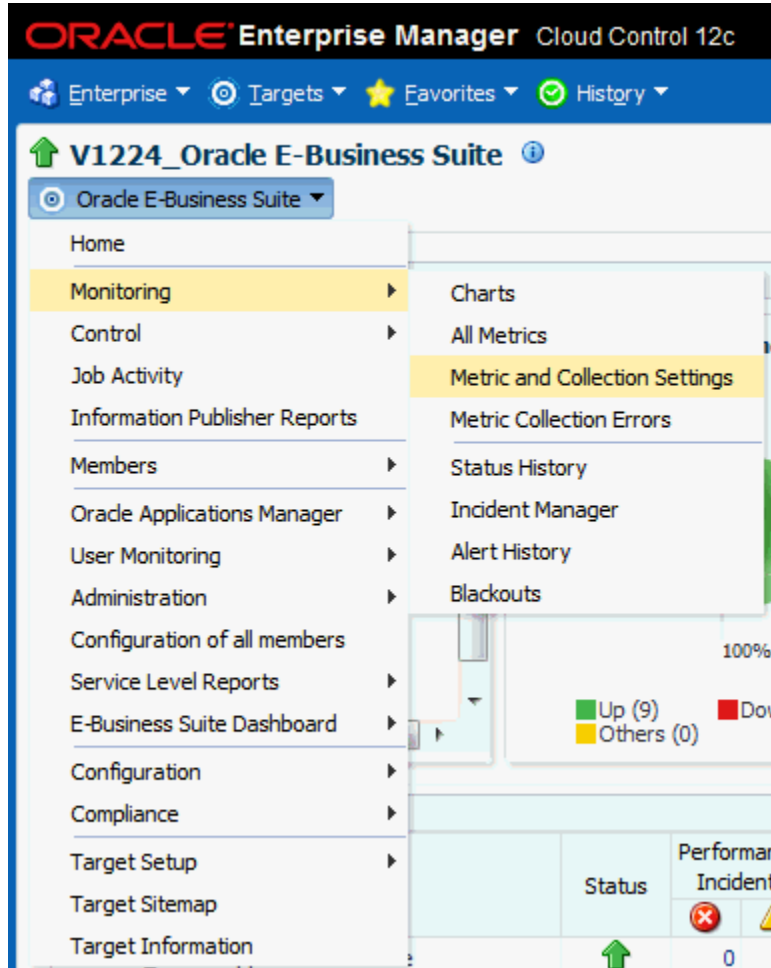 ORACLE Enterprise Manager Cloud Control 12c
Enterprise Targets Favorites History
V1224_Oracle E-Business Suite
Oracle E-Business Suite
Home
Monitoring
Control
Job Activity
Information Publisher Reports
Members
Oracle Applications Manager
User Monitoring
Administration
Configuration of all members
Service Level Reports
E-Business Suite Dashboard
Configuration
Compliance
Target Setup
Target Sitemap
Target Information
Charts
All Metrics
Metric and Collection Settings
Metric Collection Errors
Status History
Incident Manager
Alert History
Blackouts
100%
Up (9)
Others (0)
Status
0